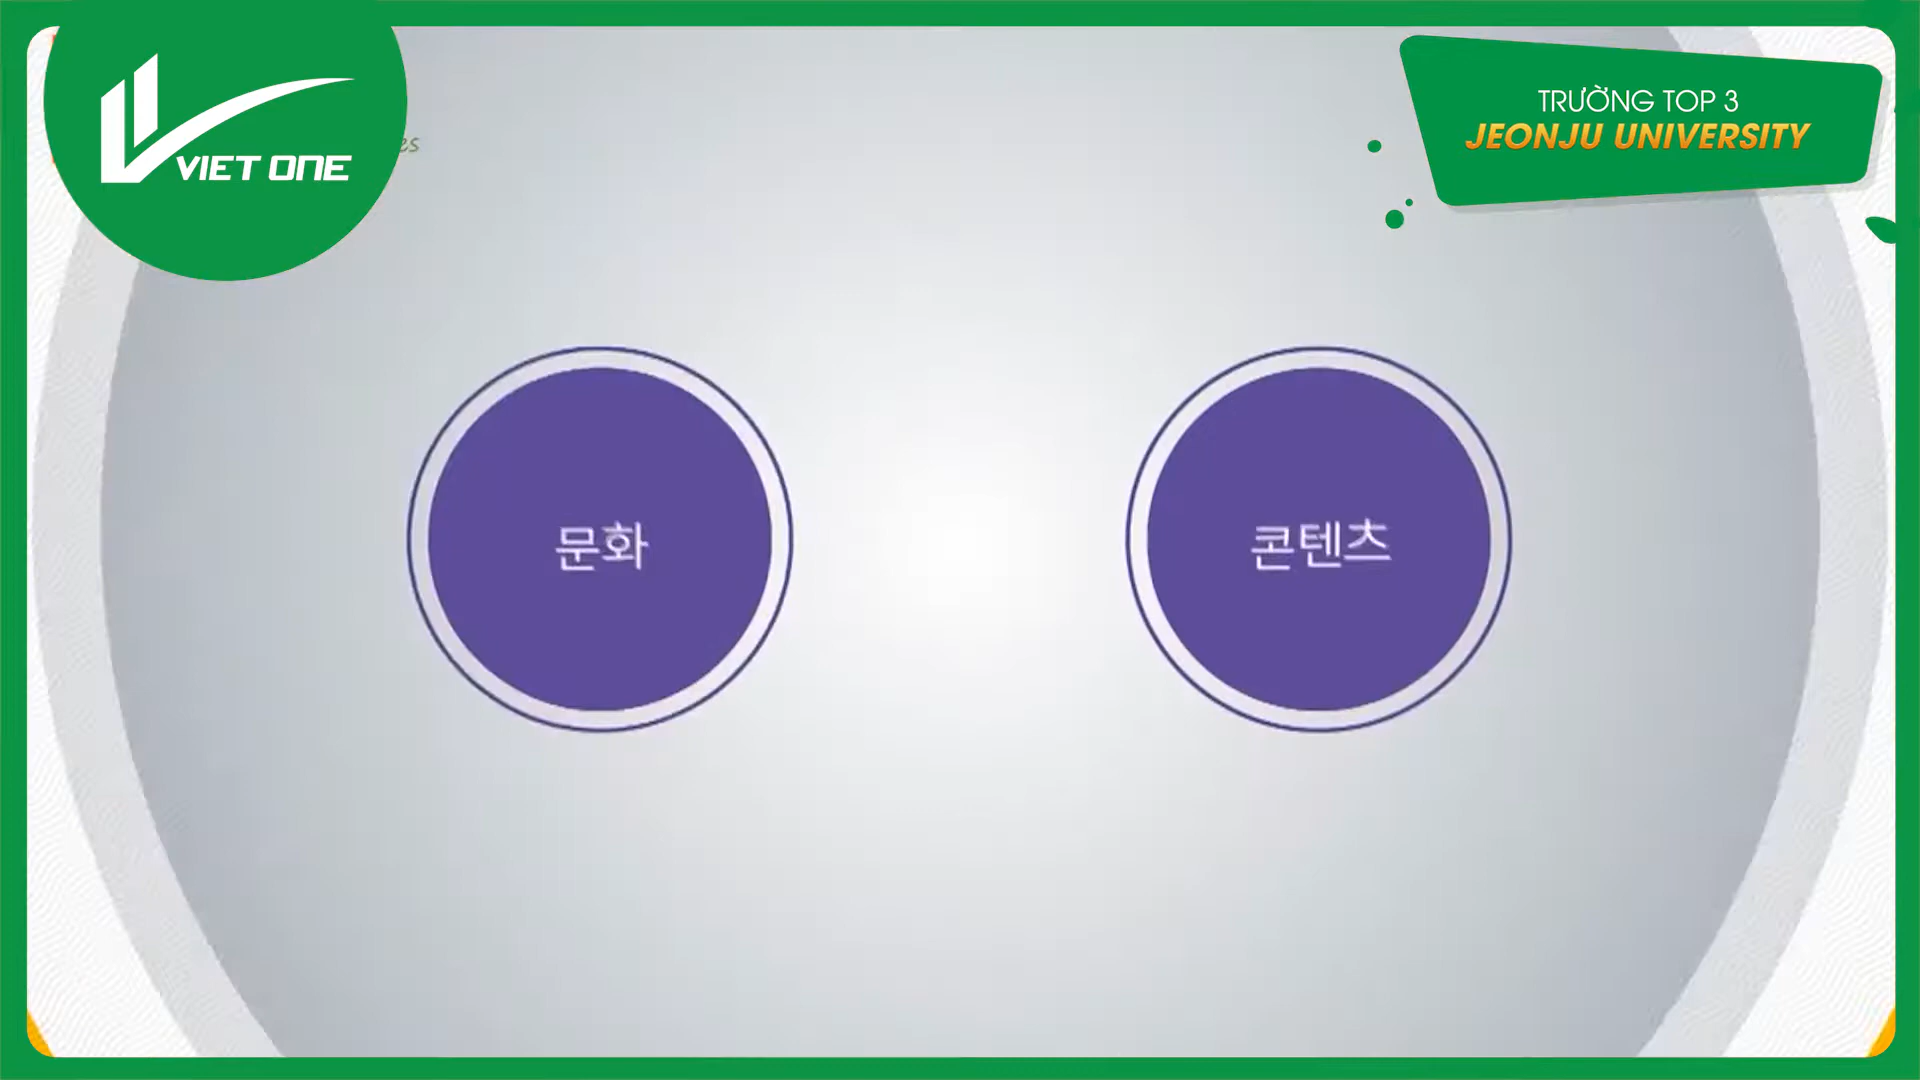 VIET ONE
TRƯỜNG TOP 3
JEONJU UNIVERSITY
문화
콘텐츠